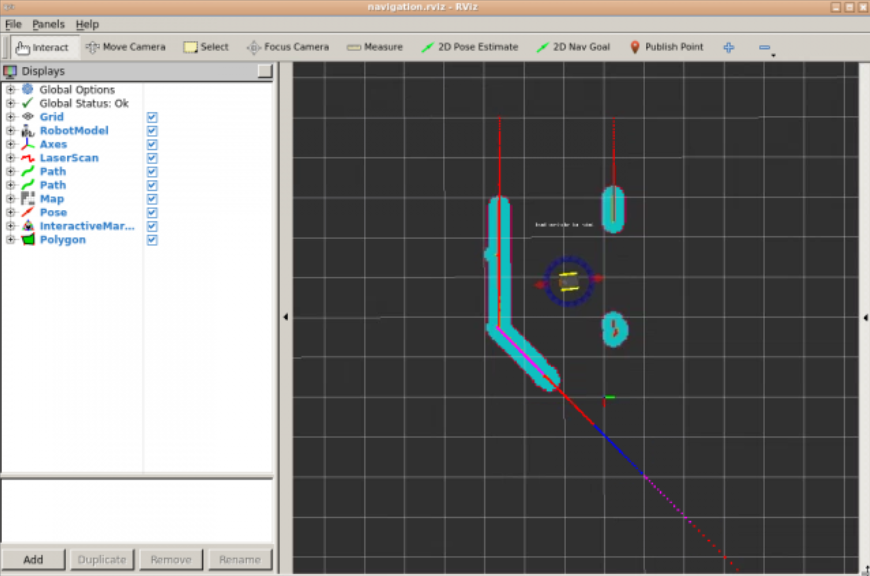 navigation.rviz - RViz
File Panels Help
Interact Move Camera Select Focus Camera Measure 2D Pose Estimate 2D Nav Goal Publish Point
Displays
Global Options
Global Status: Ok
Grid
RobotModel
Axes
LaserScan
Path
Path
Map
Pose
InteractiveMar...
Polygon
Add Duplicate Remove Rename